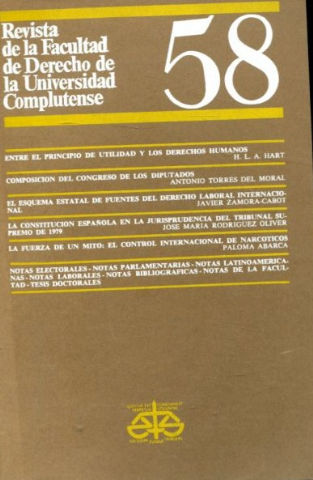 Revista
de la Facultad
de Derecho de
la Universidad
Complutense
58
ENTRE EL PRINCIPIO DE UTILIDAD Y LOS DERECHOS HUMANOS
H. L. A. HART
COMPOSICION DEL CONGRESO DE LOS DIPUTADOS
ANTONIO TORRES DEL MORAL
EL ESQUEMA ESTATAL DE FUENTES DEL DERECHO LABORAL INTERNACIO-
NAL JAVIER ZAMORA-CABOT
LA CONSTITUCION ESPAÑOLA EN LA JURISPRUDENCIA DEL TRIBUNAL SU-
PREMO DE 1979 JOSE MARIA RODRIGUEZ OLIVER
LA FUERZA DE UN MITO: EL CONTROL INTERNACIONAL DE NARCOTICOS
PALOMA ABARCA
NOTAS ELECTORALES - NOTAS PARLAMENTARIAS - NOTAS LATINOAMERICA-
NAS - NOTAS LABORALES - NOTAS BIBLIOGRAFICAS - NOTAS DE LA FACUL-
TAD - TESIS DOCTORALES